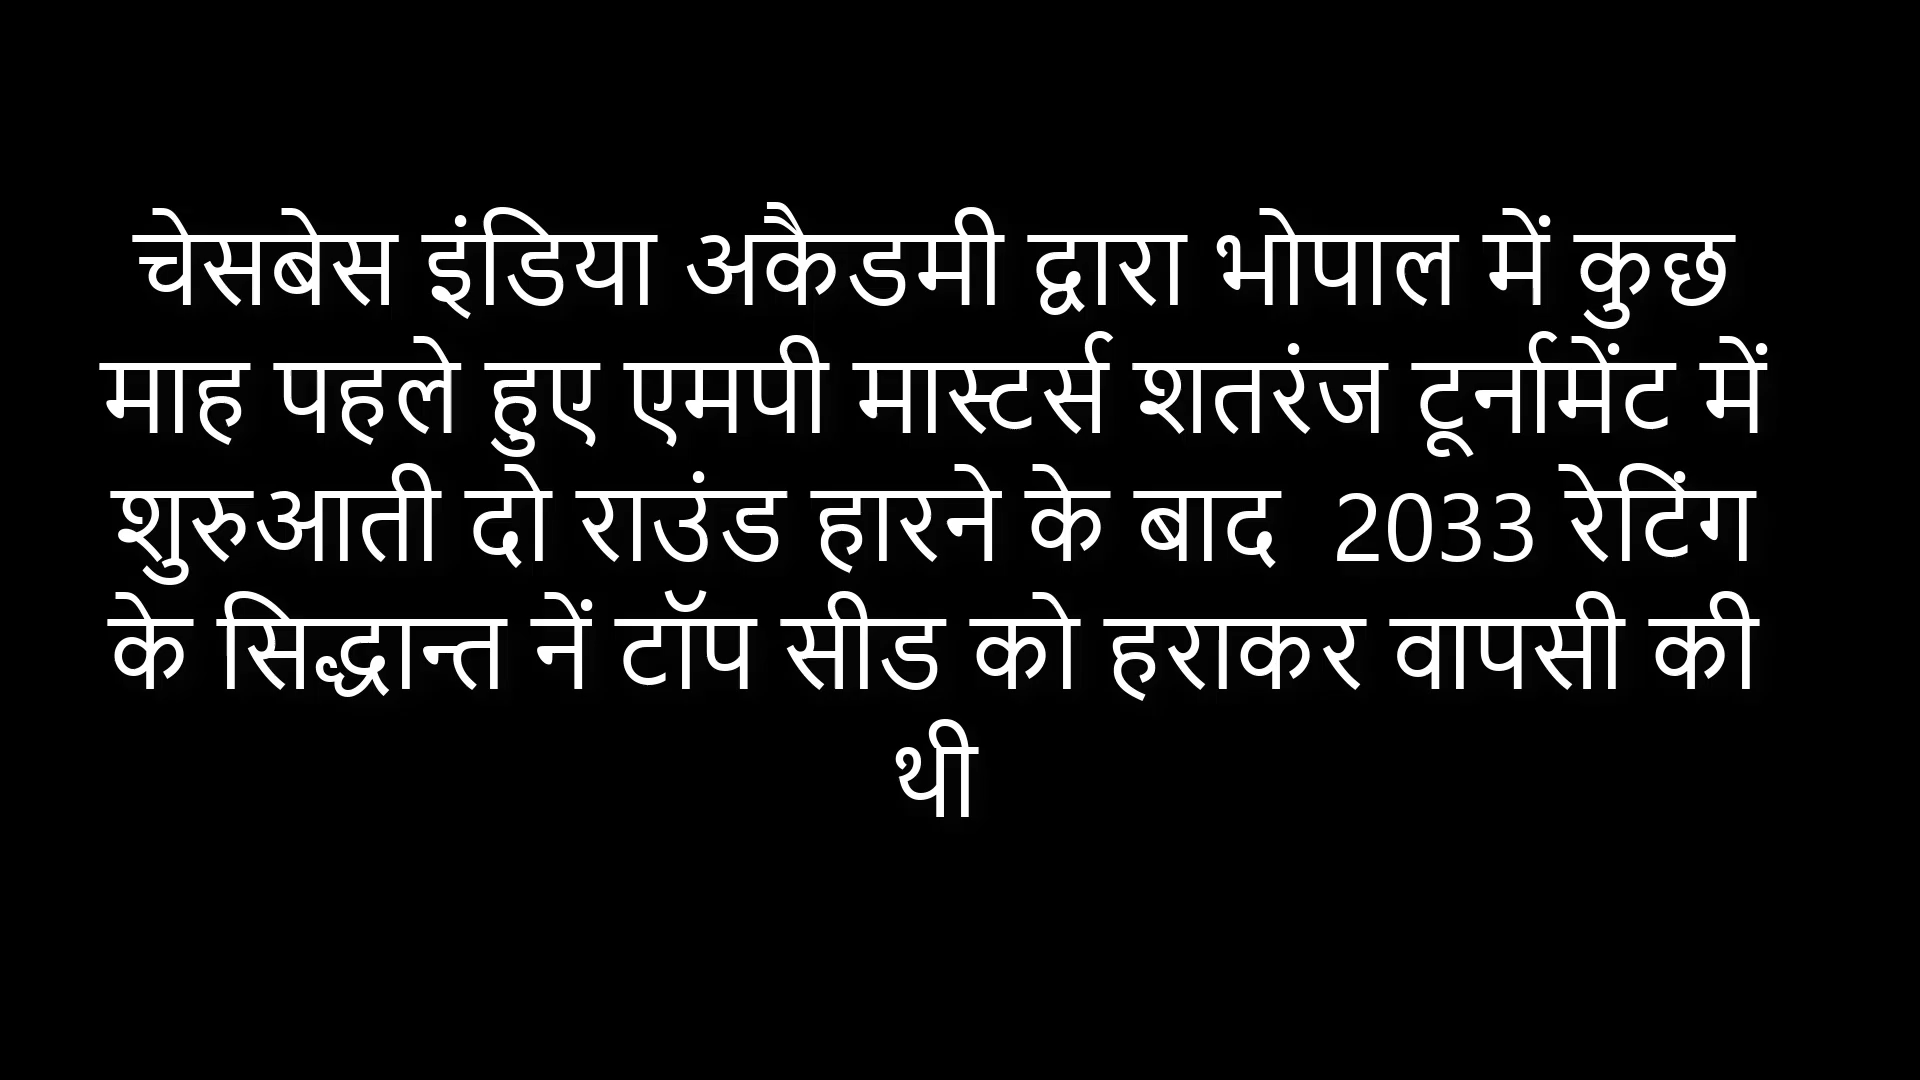 चेसबेस इंडिया अकैडमी द्वारा भोपाल में कुछ
माह पहले हुए एमपी मास्टर्स शतरंज टूर्नामेंट में
शुरुआती दो राउंड हारने के बाद  2033 रेटिंग
के सिद्धान्त नें टॉप सीड को हराकर वापसी की
थी